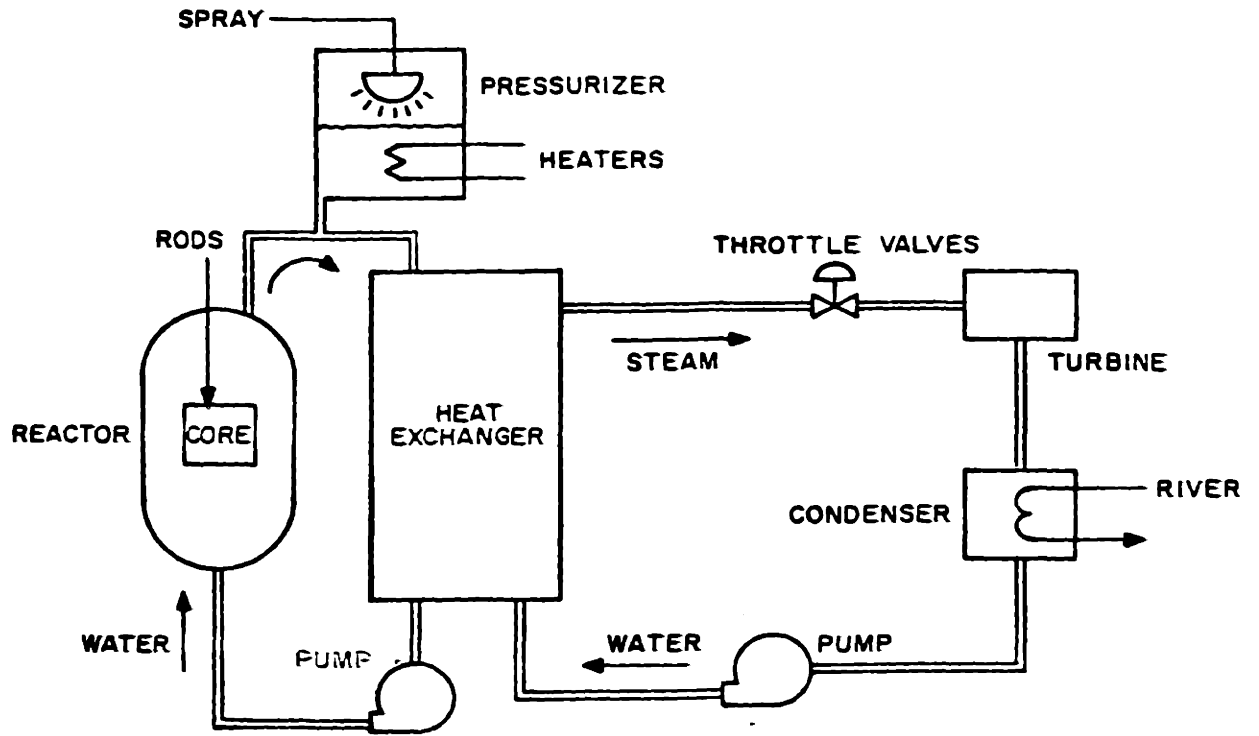 SPRAY
PRESSURIZER
HEATERS
RODS
THROTTLE VALVES
STEAM
TURBINE
REACTOR
CORE
HEAT
EXCHANGER
CONDENSER
RIVER
WATER
PUMP
WATER
PUMP